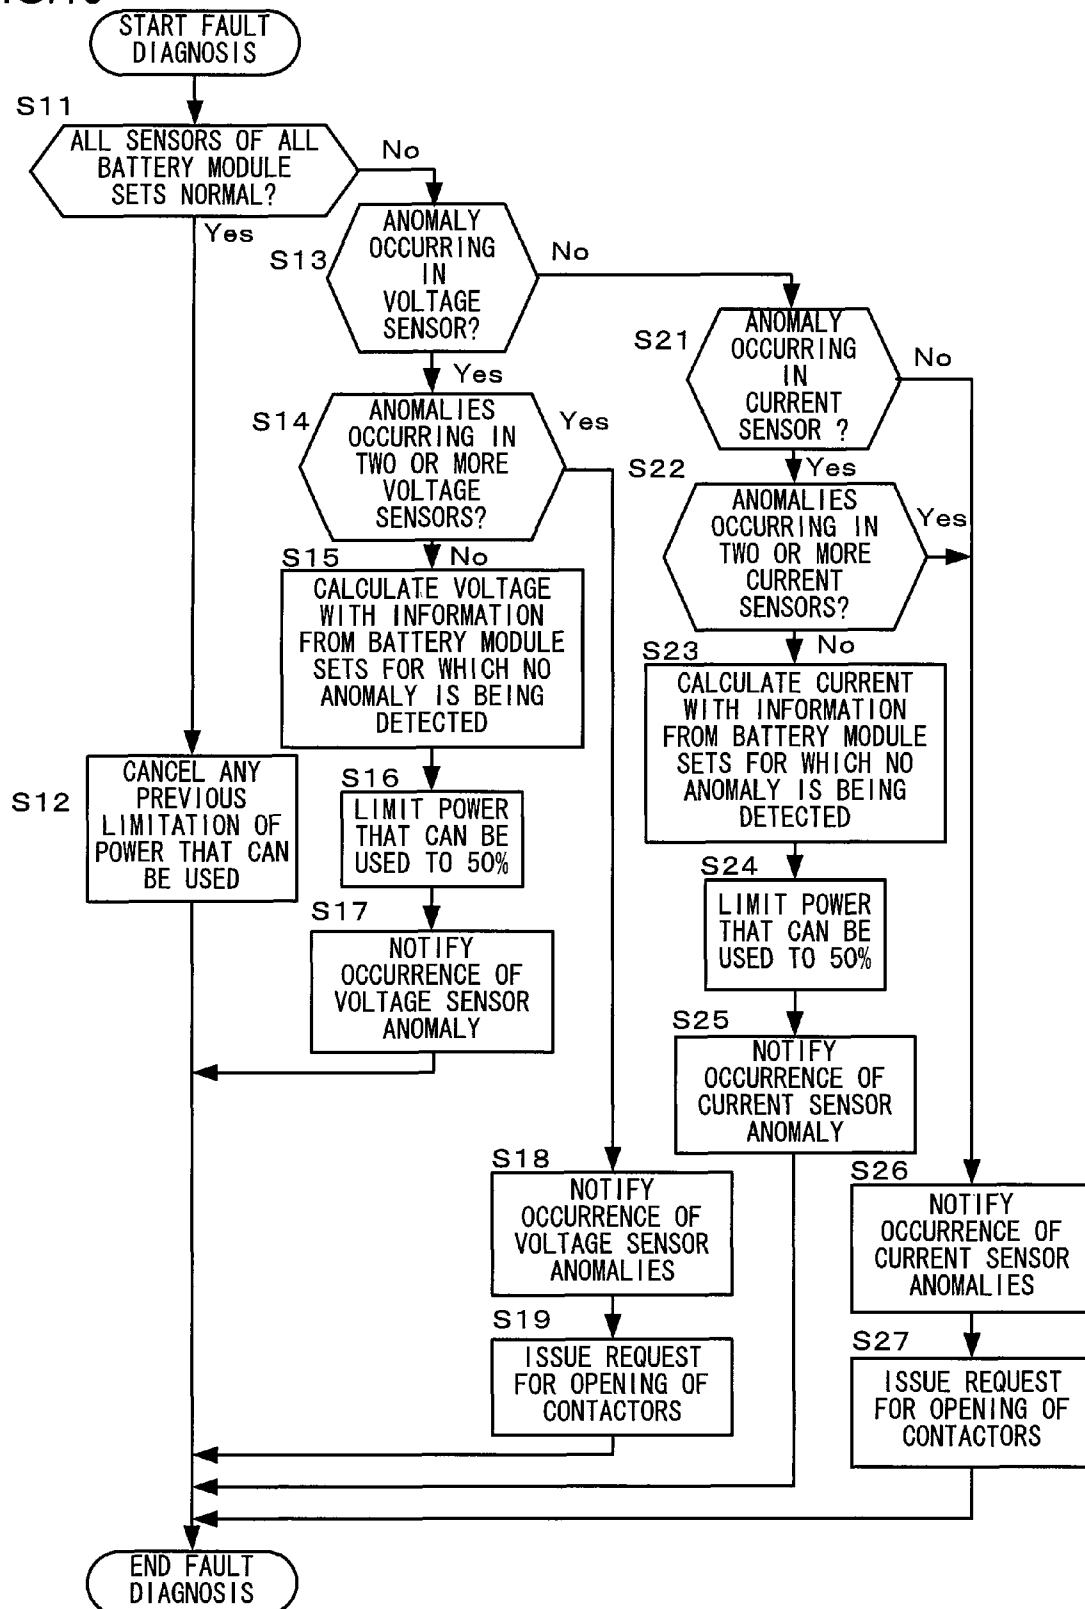 START FAULT
DIAGNOSIS
S11
ALL SENSORS OF ALL
BATTERY MODULE
SETS NORMAL?
No
Yes
S13
ANOMALY
OCCURRING
IN
VOLTAGE
SENSOR?
No
Yes
S21
ANOMALY
OCCURRING
IN
CURRENT
SENSOR ?
No
Yes
S14
ANOMALIES
OCCURRING IN
TWO OR MORE
VOLTAGE
SENSORS?
Yes
No
S22
ANOMALIES
OCCURRING IN
TWO OR MORE
CURRENT
SENSORS?
Yes
No
S15
CALCULATE VOLTAGE
WITH INFORMATION
FROM BATTERY MODULE
SETS FOR WHICH NO
ANOMALY IS BEING
DETECTED
S23
CALCULATE CURRENT
WITH INFORMATION
FROM BATTERY MODULE
SETS FOR WHICH NO
ANOMALY IS BEING
DETECTED
S12
CANCEL ANY
PREVIOUS
LIMITATION OF
POWER THAT CAN
BE USED
S16
LIMIT POWER
THAT CAN BE
USED TO 50%
S24
LIMIT POWER
THAT CAN BE
USED TO 50%
S17
NOTIFY
OCCURRENCE OF
VOLTAGE SENSOR
ANOMALY
S25
NOTIFY
OCCURRENCE OF
CURRENT SENSOR
ANOMALY
S18
NOTIFY
OCCURRENCE OF
VOLTAGE SENSOR
ANOMALIES
S26
NOTIFY
OCCURRENCE OF
CURRENT SENSOR
ANOMALIES
S19
ISSUE REQUEST
FOR OPENING OF
CONTACTORS
S27
ISSUE REQUEST
FOR OPENING OF
CONTACTORS
END FAULT
DIAGNOSIS